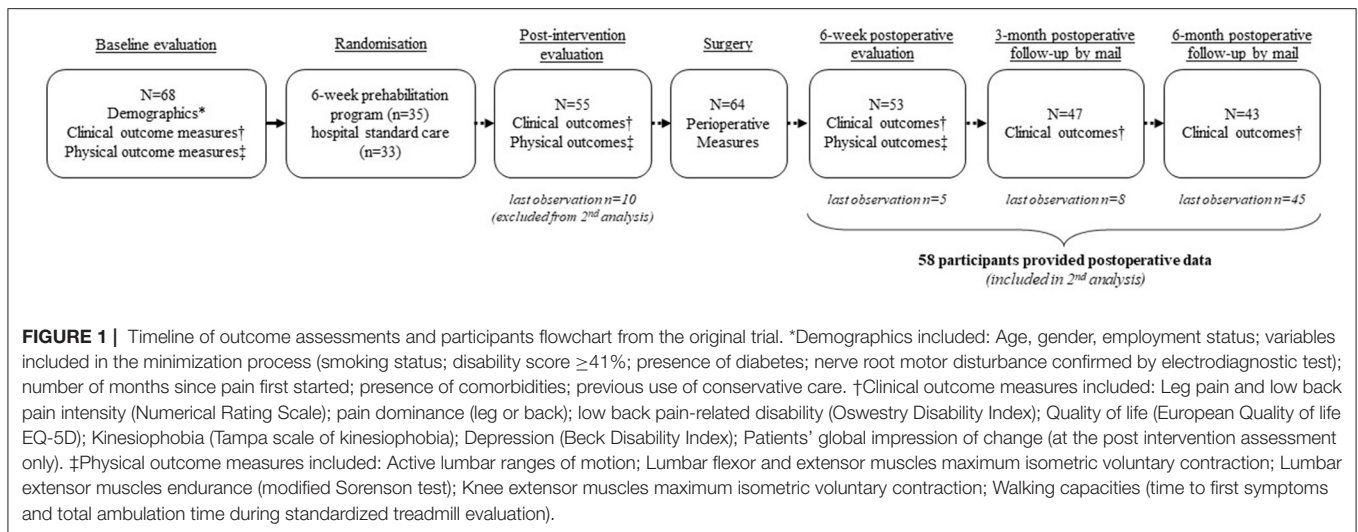 Baseline evaluation
N=68
Demographics*
Clinical outcome measures†
Physical outcome measures‡
Randomisation
6-week prehabilitation
program (n=35)
hospital standard care
(n=33)
Post-intervention
evaluation
N=55
Clinical outcomes†
Physical outcomes‡
last observation n=10
(excluded from 2nd analysis)
Surgery
N=64
Perioperative
Measures
6-week postoperative
evaluation
N=53
Clinical outcomes†
Physical outcomes‡
last observation n=5
3-month postoperative
follow-up by mail
N=47
Clinical outcomes†
last observation n=8
6-month postoperative
follow-up by mail
N=43
Clinical outcomes†
last observation n=45
58 participants provided postoperative data
(included in 2nd analysis)
FIGURE 1 | Timeline of outcome assessments and participants flowchart from the original trial. *Demographics included: Age, gender, employment status; variables
included in the minimization process (smoking status; disability score ≥41%; presence of diabetes; nerve root motor disturbance confirmed by electrodiagnostic test);
number of months since pain first started; presence of comorbidities; previous use of conservative care. †Clinical outcome measures included: Leg pain and low back
pain intensity (Numerical Rating Scale); pain dominance (leg or back); low back pain-related disability (Oswestry Disability Index); Quality of life (European Quality of life
EQ-5D); Kinesiophobia (Tampa scale of kinesiophobia); Depression (Beck Disability Index); Patients' global impression of change (at the post intervention assessment
only). ‡Physical outcome measures included: Active lumbar ranges of motion; Lumbar flexor and extensor muscles maximum isometric voluntary contraction; Lumbar
extensor muscles endurance (modified Sorenson test); Knee extensor muscles maximum isometric voluntary contraction; Walking capacities (time to first symptoms
and total ambulation time during standardized treadmill evaluation).